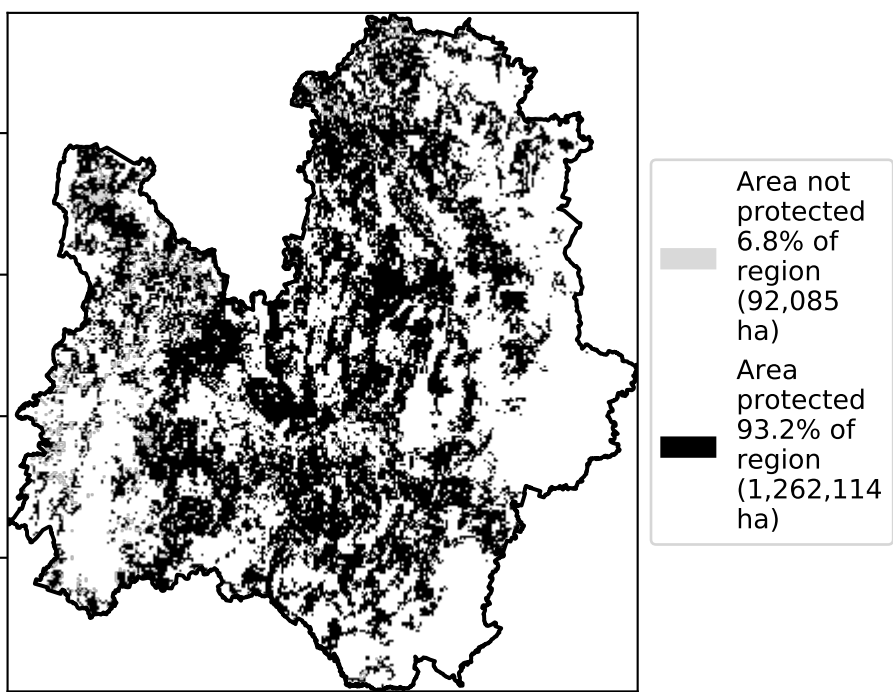 Area not
protected
6.8% of
region
(92,085
ha)
Area
protected
93.2% of
region
(1,262,114
ha)